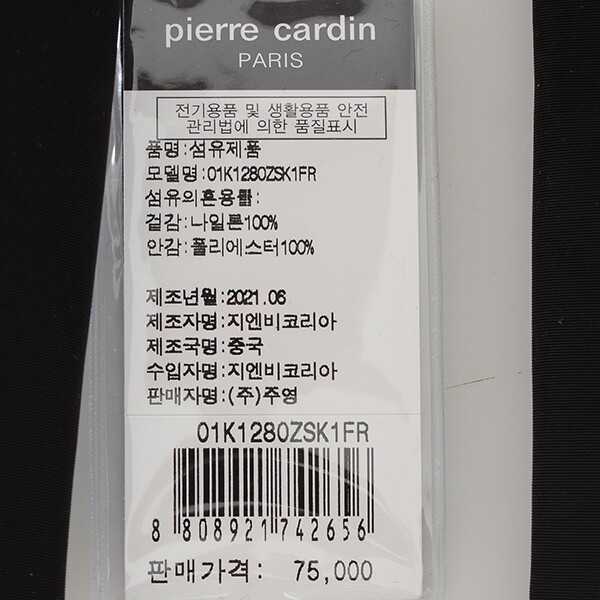 pierre cardin
PARIS
전기용품 및 생활용품 안전
관리법에 의한 품질표시
품명:섬유제품
모델명:01K1280ZSK1FR
섬유의혼용률:
겉감:나일론100%
안감:폴리에스터100%
제조년월:2021.06
제조자명:지엔비코리아
제조국명:중국
수입자명:지엔비코리아
판매자명:(주)주영
01K1280ZSK1FR
8 808921 742656
판매가격: 75,000